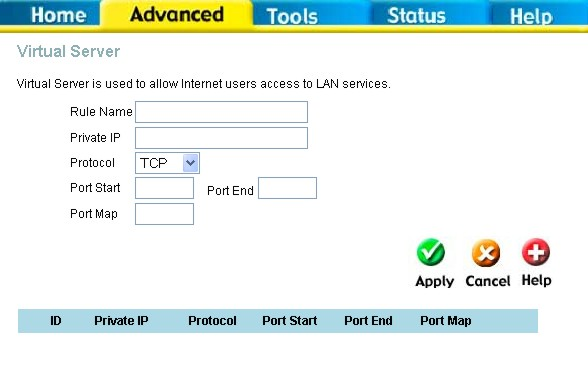 Home Advanced Tools Status Help
Virtual Server
Virtual Server is used to allow Internet users access to LAN services.
Rule Name
Private IP
Protocol TCP
Port Start Port End
Port Map
Apply Cancel Help
ID Private IP Protocol Port Start Port End Port Map